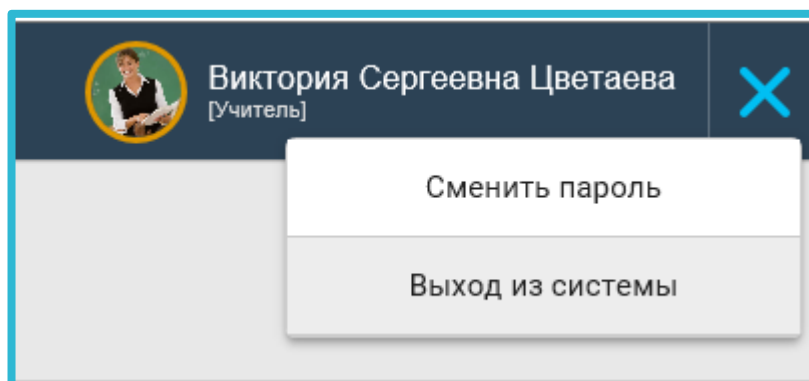 Виктория Сергеевна Цветаева
[Учитель]
Сменить пароль
Выход из системы